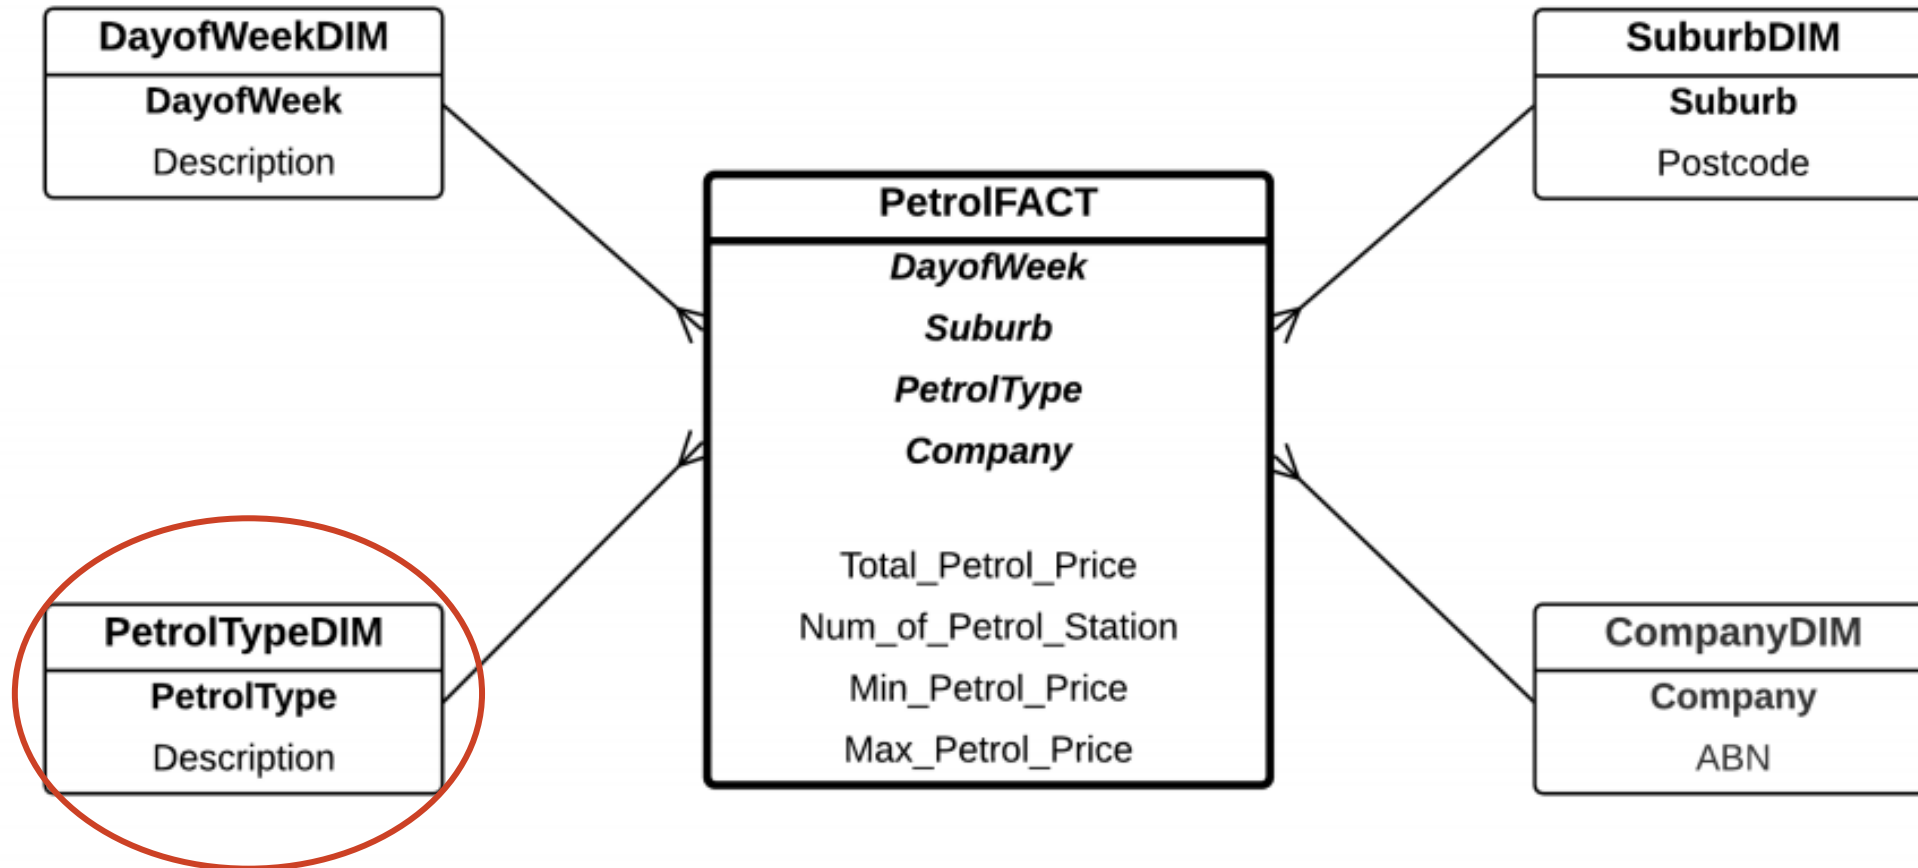 DayofWeekDIM
DayofWeek
Description
SuburbDIM
Suburb
Postcode
PetrolFACT
DayofWeek
Suburb
PetrolType
Company
Total_Petrol_Price
Num_of_Petrol_Station
Min_Petrol_Price
Max_Petrol_Price
PetrolTypeDIM
PetrolType
Description
CompanyDIM
Company
ABN